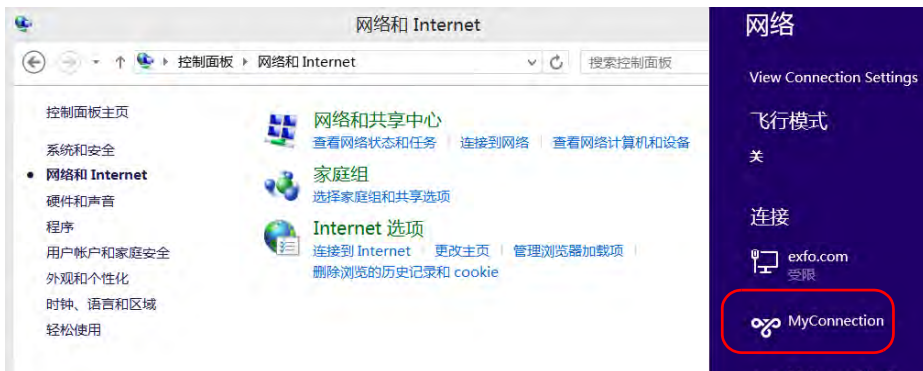 网络和 Internet
控制面板 网络和 Internet
搜索控制面板
控制面板主页
系统和安全
网络和 Internet
硬件和声音
程序
用户帐户和家庭安全
外观和个性化
时钟、语言和区域
轻松使用
网络和共享中心
查看网络状态和任务 连接到网络 查看网络计算机和设备
家庭组
选择家庭组和共享选项
Internet 选项
连接到 Internet 更改主页 管理浏览器加载项
删除浏览的历史记录和 cookie
网络
View Connection Settings
飞行模式
关
连接
exfo.com
受限
MyConnection